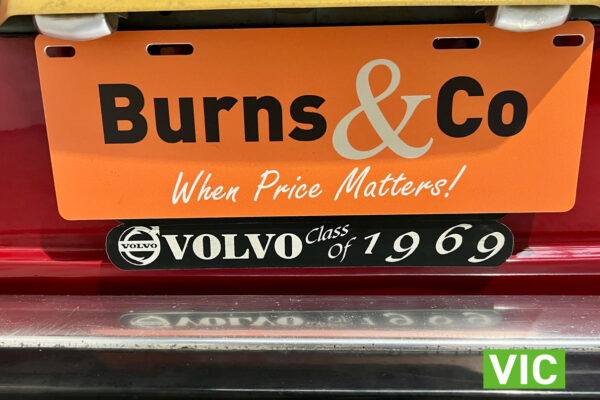 Burns & Co
When Price Matters!
VOLVO VOLVO Class Of 1969
VIC